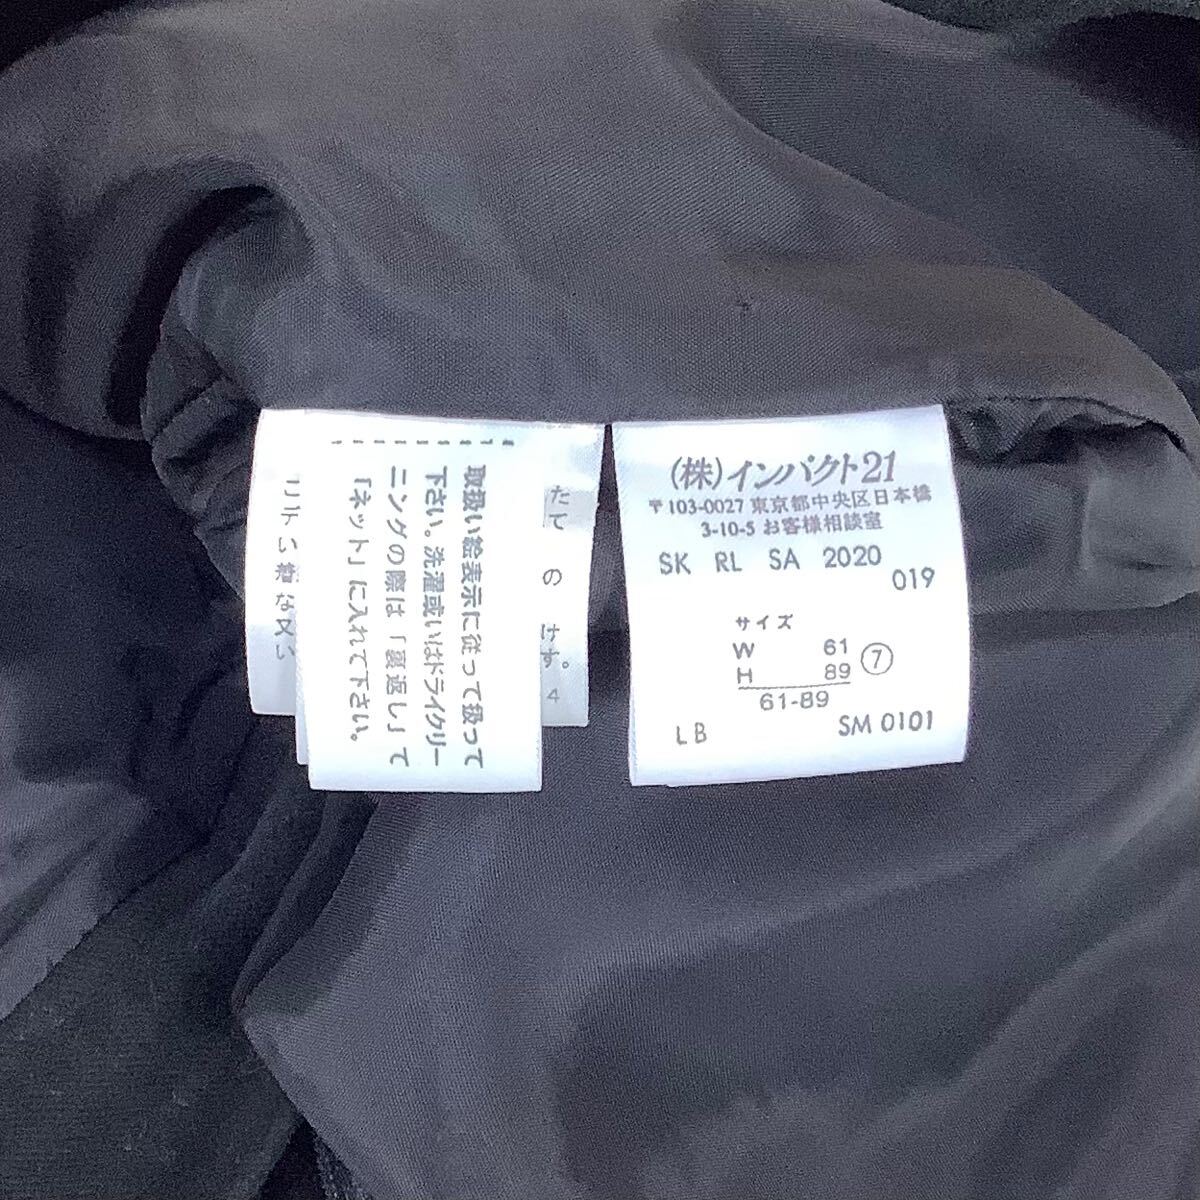 取扱い絵表示に従って扱って
下さい。洗濯或いはドライクリー
ニングの際は「裏返し」で
「ネット」に入れて下さい。
たて
の
けす。
4
(株)インパクト21
〒103-0027 東京都中央区日本橋
3-10-5 お客様相談室
SK RL SA 2020
019
サイズ
W 61
H 89
⑦
61-89
LB SM 0101